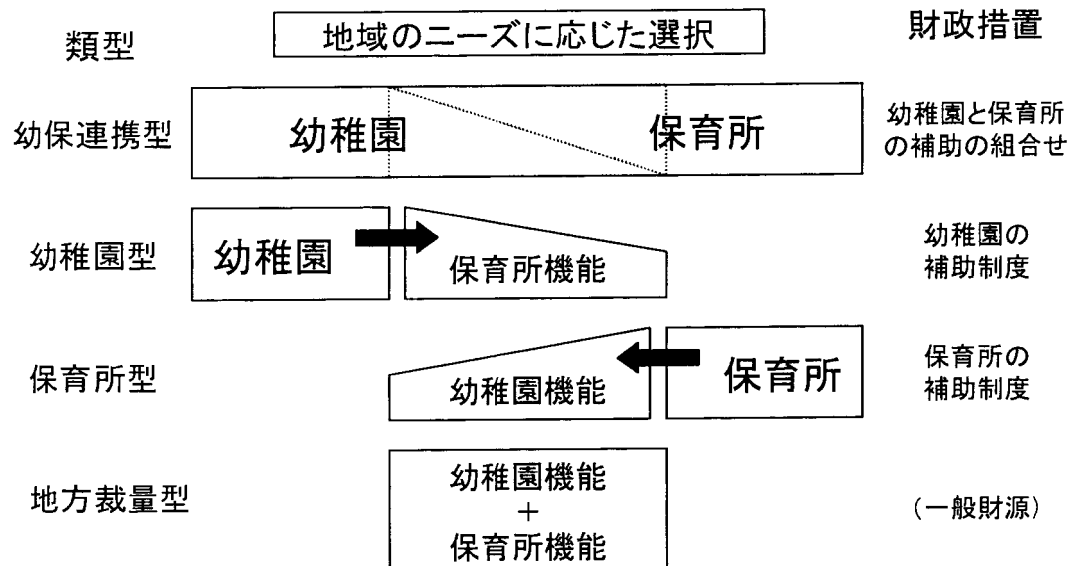 類型
地域のニーズに応じた選択
財政措置
幼保連携型
幼稚園
保育所
幼稚園と保育所
の補助の組合せ
幼稚園型
幼稚園
保育所機能
幼稚園の
補助制度
保育所型
幼稚園機能
保育所
保育所の
補助制度
地方裁量型
幼稚園機能
+
保育所機能
(一般財源)